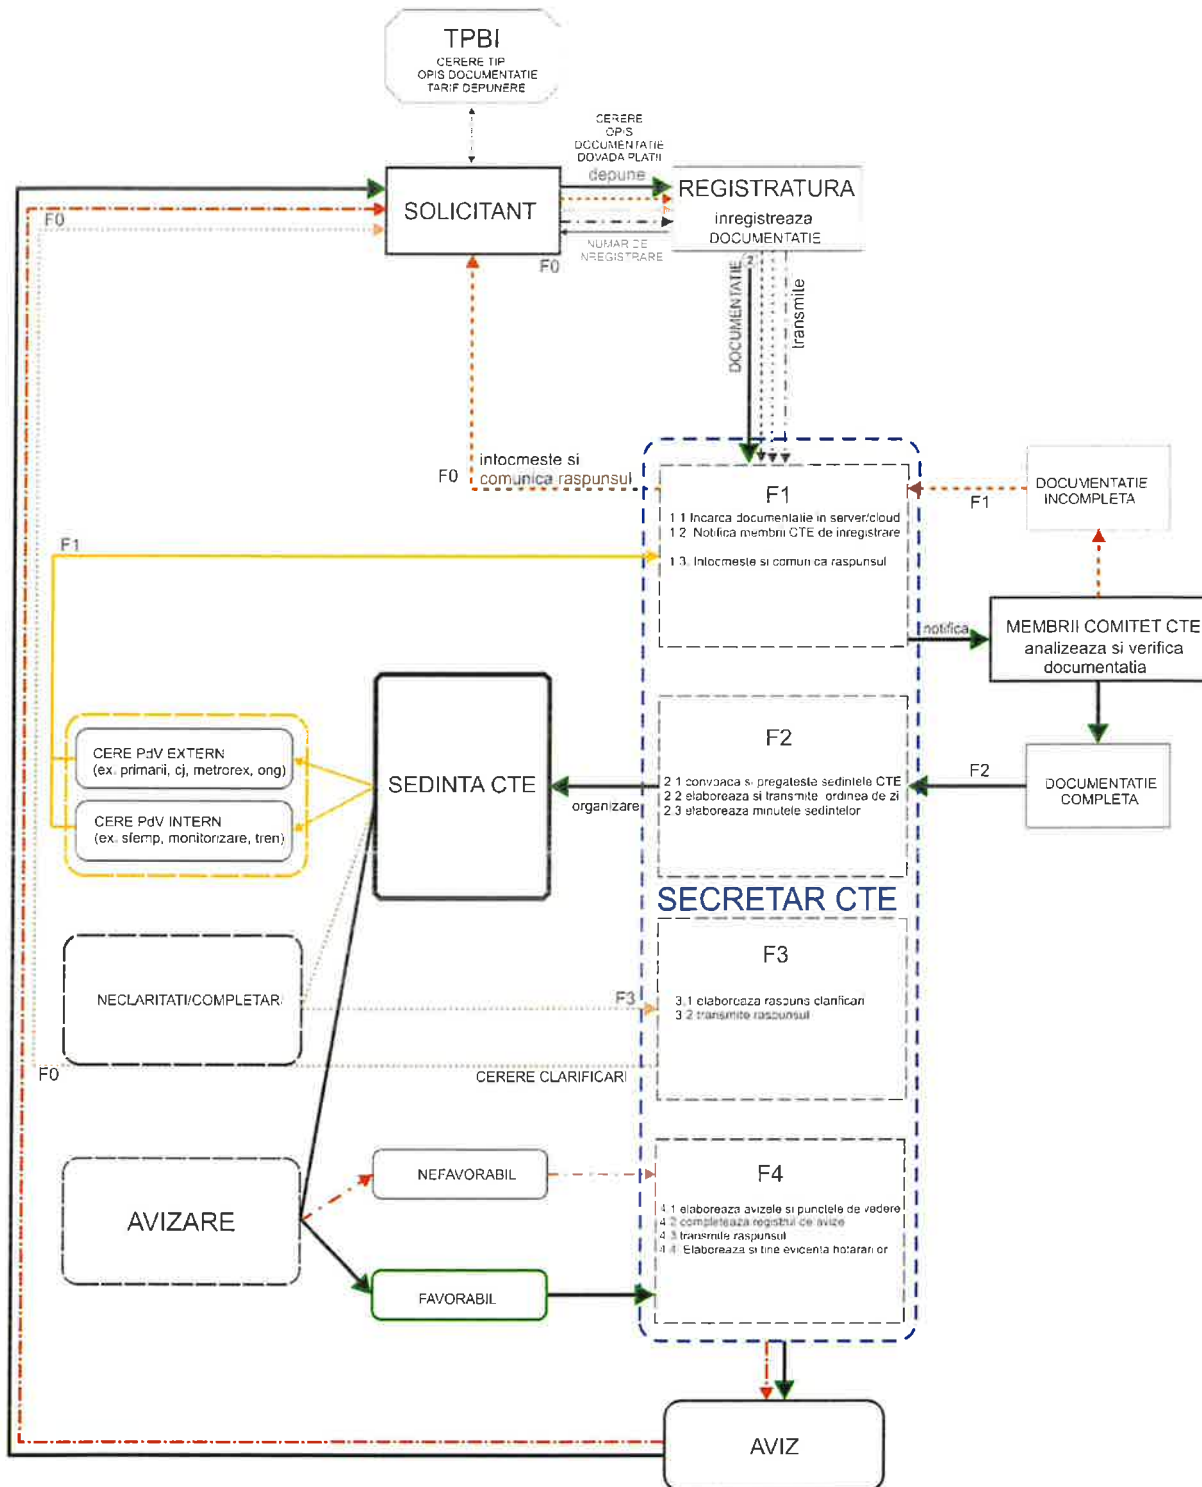 TPBI
CERERE TIP
OPIS DOCUMENTATIE
TARIF DEPUNERE
CERERE
OPIS
DOCUMENTATIE
DOVADA PLATII
depune
SOLICITANT
REGISTRATURA
inregistreaza
DOCUMENTATIE
NUMAR DE
INREGISTRARE
F0
F0
2
DOCUMENTATIE
transmite
intocmeste si
comunica raspunsul
F0
F1
1.1 Incarca documentatie in server/cloud
1.2 Notifica membrii CTE de inregistrare
1.3. Intocmeste si comunica raspunsul
F1
DOCUMENTATIE
INCOMPLETA
F1
notifica
MEMBRII COMITET CTE
analizeaza si verifica
documentatia
CERE PdV EXTERN
(ex. primarii, cj, metrorex, ong)
CERE PdV INTERN
(ex. sfemp, monitorizare, tren)
SEDINTA CTE
organizare
F2
2.1 convoaca si pregateste sedintele CTE
2.2 elaboreaza si transmite ordinea de zi
2.3 elaboreaza minutele sedintelor
F2
DOCUMENTATIE
COMPLETA
SECRETAR CTE
NECLARITATI/COMPLETARI
F3
F3
3.1 elaboreaza raspuns clarificari
3.2 transmite raspunsul
F0
CERERE CLARIFICARI
AVIZARE
NEFAVORABIL
FAVORABIL
F4
4.1 elaboreaza avizele si punctele de vedere
4.2 completeaza registrul de avize
4.3 transmite raspunsul
4.4 Elaboreaza si tine evicenta hotararilor
AVIZ